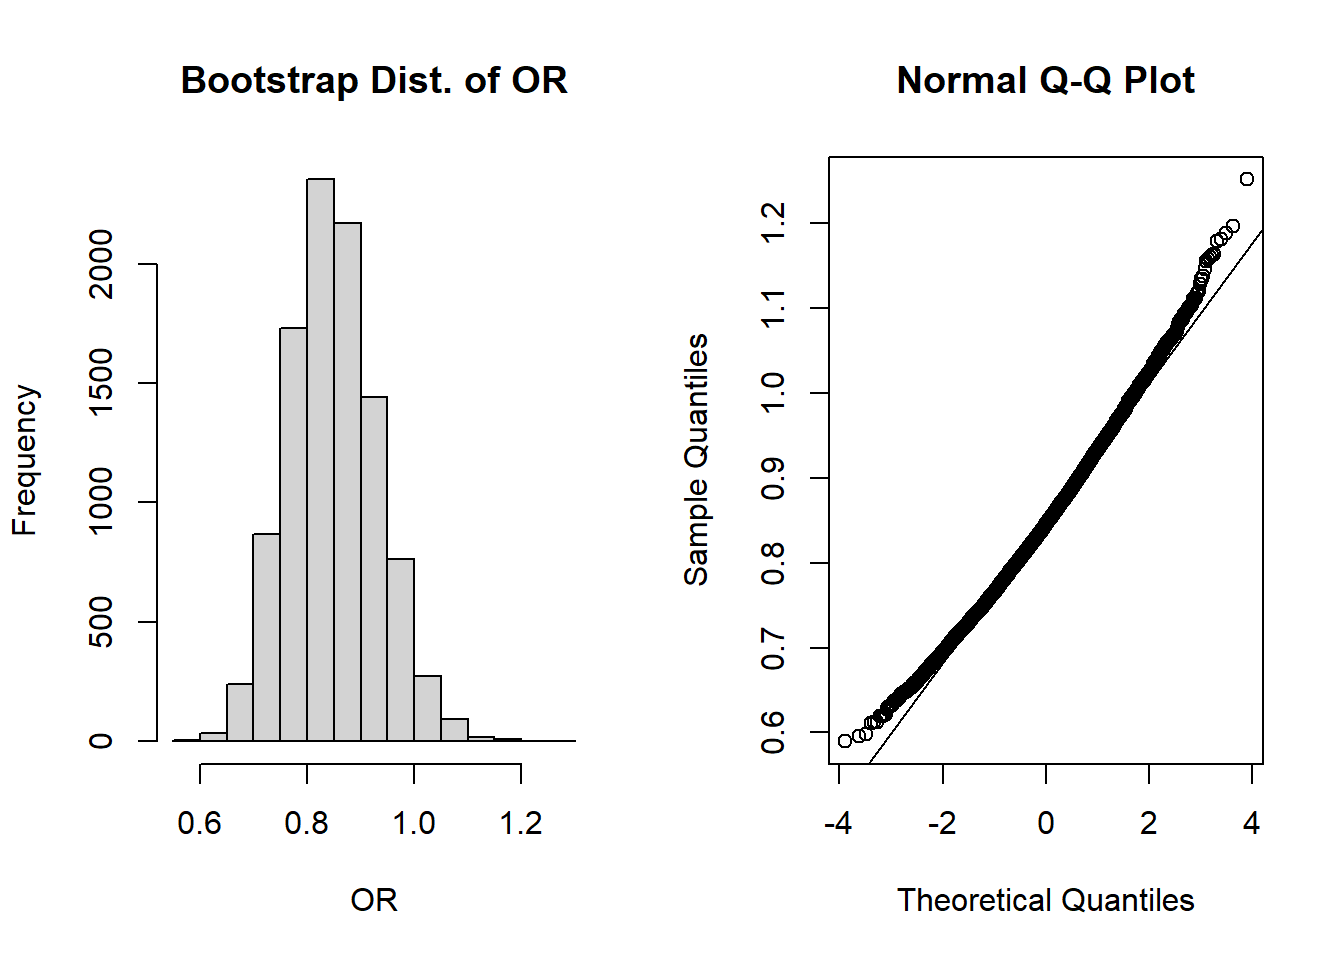 Bootstrap Dist. of OR
Frequency
0
500
1000
1500
2000
0.6 0.8 1.0 1.2
OR
Normal Q-Q Plot
Sample Quantiles
0.6
0.7
0.8
0.9
1.0
1.1
1.2
-4 -2 0 2 4
Theoretical Quantiles